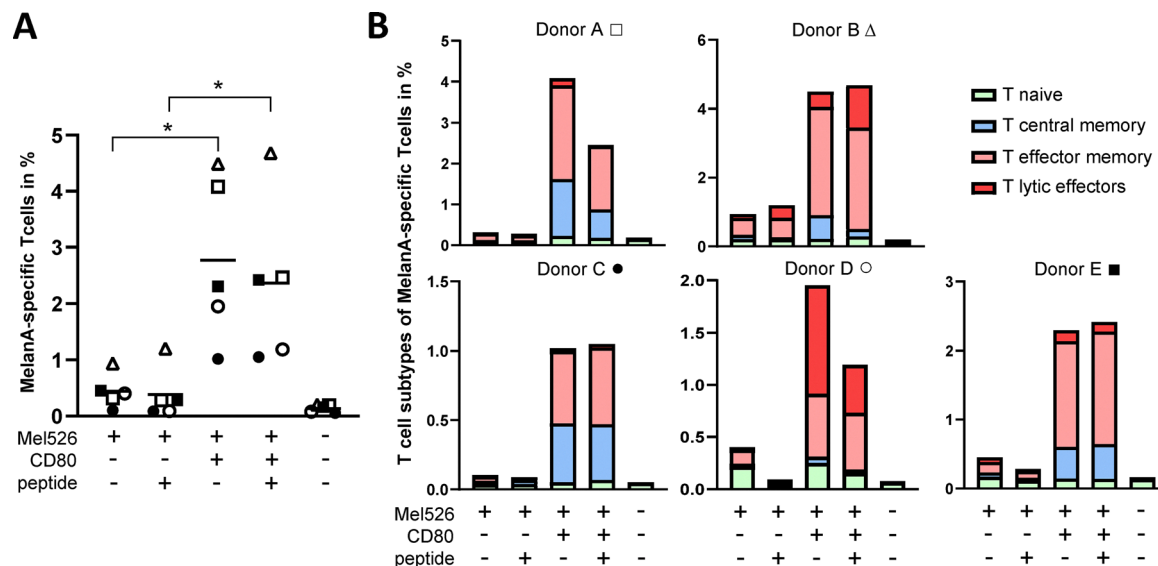 A
MelanA-specific Tcells in %
5
4
3
2
1
0
*
*
Mel526 + + + + -
CD80 - - + + -
peptide - + - + -
B
T cell subtypes of MelanA-specific Tcells in %
Donor A □
5
4
3
2
1
0
Donor B Δ
6
4
2
0
T naive
T central memory
T effector memory
T lytic effectors
Donor C ●
1.5
1.0
0.5
0.0
Donor D ○
2.0
1.5
1.0
0.5
0.0
Donor E ■
3
2
1
0
Mel526 + + + + - + + + + - + + + + -
CD80 - - + + - - - + + - - - + + -
peptide - + - + - - + - + - - + - + -